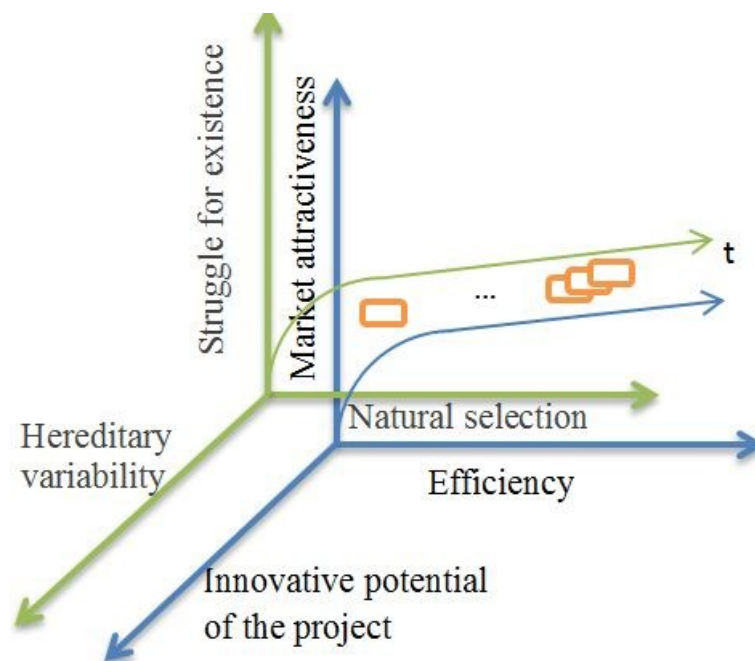 Struggle for existence
Market attractiveness
t
...
Natural selection
Hereditary
variability
Efficiency
Innovative potential
of the project